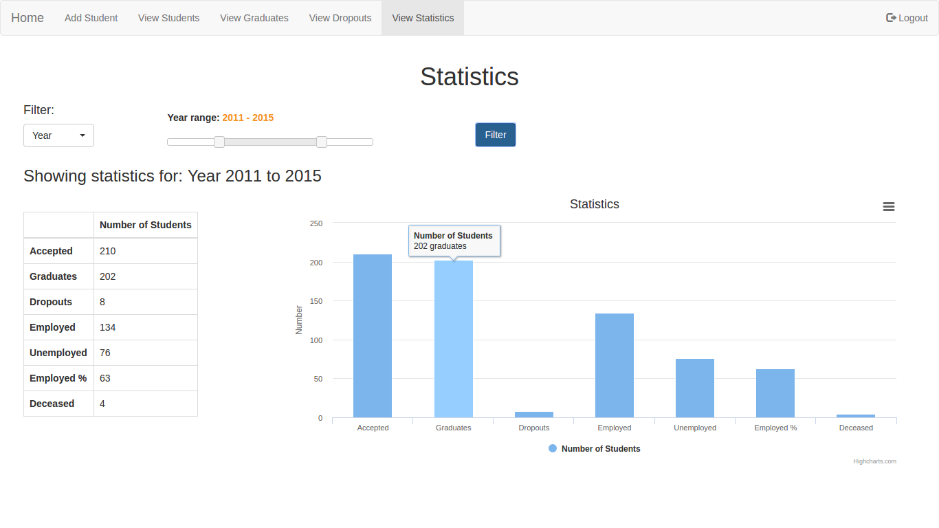 Home Add Student View Students View Graduates View Dropouts View Statistics Logout
Statistics
Filter:
Year range: 2011 - 2015
Year
Filter
Showing statistics for: Year 2011 to 2015
Number of Students
Accepted 210
Graduates 202
Dropouts 8
Employed 134
Unemployed 76
Employed % 63
Deceased 4
Statistics
Number
250
200
150
100
50
0
Number of Students
202 graduates
Accepted Graduates Dropouts Employed Unemployed Employed % Deceased
Number of Students
Highcharts.com